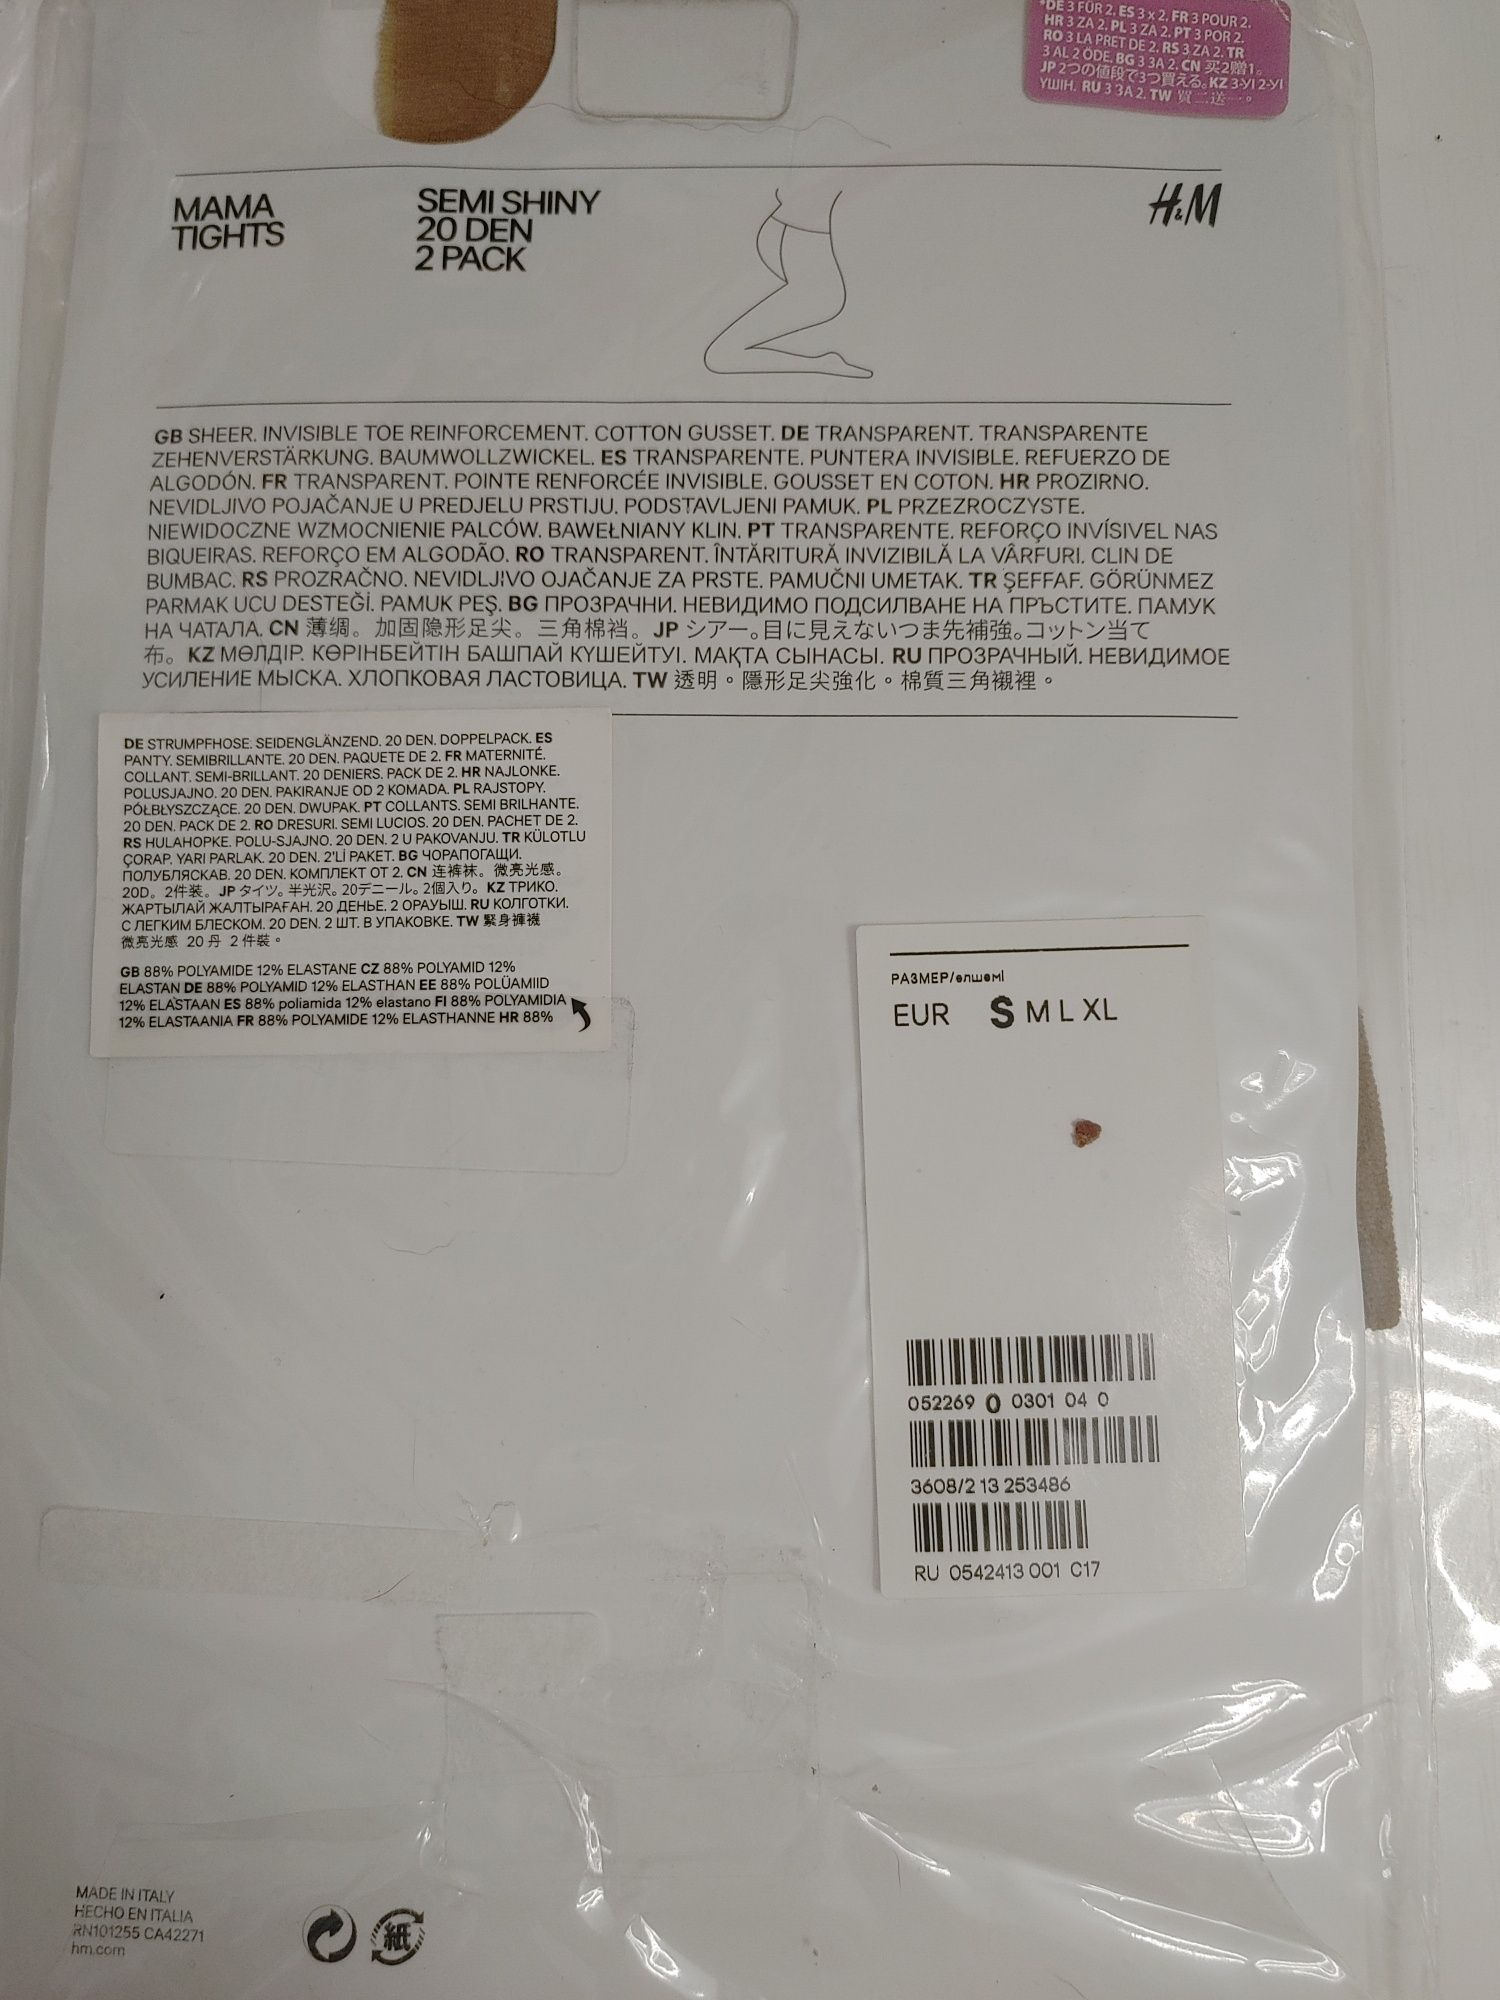 *DE 3 FÜR 2. ES 3 x 2. FR 3 POUR 2.
HR 3 ZA 2. PL 3 ZA 2. PT 3 POR 2.
RO 3 LA PRET DE 2. RS 3 ZA 2. TR
3 AL 2 ÖDE. BG 3 ЗА 2. CN 买2赠1。
JP 2つの値段で3つ買える。KZ 3-УІ 2-УІ
ҮШІН. RU 3 ЗА 2. TW 買二送一。
MAMA
TIGHTS
SEMI SHINY
20 DEN
2 PACK
H&M
GB SHEER. INVISIBLE TOE REINFORCEMENT. COTTON GUSSET. DE TRANSPARENT. TRANSPARENTE
ZEHENVERSTÄRKUNG. BAUMWOLLZWICKEL. ES TRANSPARENTE. PUNTERA INVISIBLE. REFUERZO DE
ALGODÓN. FR TRANSPARENT. POINTE RENFORCÉE INVISIBLE. GOUSSET EN COTON. HR PROZIRNO.
NEVIDLJIVO POJAČANJE U PREDJELU PRSTIJU. PODSTAVLJENI PAMUK. PL PRZEZROCZYSTE.
NIEWIDOCZNE WZMOCNIENIE PALCÓW. BAWEŁNIANY KLIN. PT TRANSPARENTE. REFORÇO INVÍSIVEL NAS
BIQUEIRAS. REFORÇO EM ALGODÃO. RO TRANSPARENT. ÎNTĂRITURĂ INVIZIBILĂ LA VÂRFURI. CLIN DE
BUMBAC. RS PROZRAČNO. NEVIDLJIVO OJAČANJE ZA PRSTE. PAMUČNI UMETAK. TR ŞEFFAF. GÖRÜNMEZ
PARMAK UCU DESTEĞİ. PAMUK PEŞ. BG ПРОЗРАЧНИ. НЕВИДИМО ПОДСИЛВАНЕ НА ПРЪСТИТЕ. ПАМУК
НА ЧАТАЛА. CN 薄绸。加固隐形足尖。三角棉裆。JP シアー。目に見えないつま先補強。コットン当て
布。KZ МӨЛДІР. КӨРІНБЕЙТІН БАШПАЙ КҮШЕЙТУІ. МАҚТА СЫНАСЫ. RU ПРОЗРАЧНЫЙ. НЕВИДИМОЕ
УСИЛЕНИЕ МЫСКА. ХЛОПКОВАЯ ЛАСТОВИЦА. TW 透明。隱形足尖強化。棉質三角襯裡。
DE STRUMPFHOSE. SEIDENGLÄNZEND. 20 DEN. DOPPELPACK. ES
PANTY. SEMIBRILLANTE. 20 DEN. PAQUETE DE 2. FR MATERNITÉ.
COLLANT. SEMI-BRILLANT. 20 DENIERS. PACK DE 2. HR NAJLONKE.
POLUSJAJNO. 20 DEN. PAKIRANJE OD 2 KOMADA. PL RAJSTOPY.
PÓŁBŁYSZCZĄCE. 20 DEN. DWUPAK. PT COLLANTS. SEMI BRILHANTE.
20 DEN. PACK DE 2. RO DRESURI. SEMI LUCIOS. 20 DEN. PACHET DE 2.
RS HULAHOPKE. POLU-SJAJNO. 20 DEN. 2 U PAKOVANJU. TR KÜLOTLU
ÇORAP. YARI PARLAK. 20 DEN. 2'Lİ PAKET. BG ЧОРАПОГАЩИ.
ПОЛУБЛЯСКАВ. 20 DEN. КОМПЛЕКТ ОТ 2. CN 连裤袜。微亮光感。
20D。2件装。JP タイツ。半光沢。20デニール。2個入り。KZ ТРИКО.
ЖАРТЫЛАЙ ЖАЛТЫРАҒАН. 20 ДЕНЬЕ. 2 ОРАУЫШ. RU КОЛГОТКИ.
С ЛЕГКИМ БЛЕСКОМ. 20 DEN. 2 ШТ. В УПАКОВКЕ. TW 緊身褲襪
微亮光感 20 丹 2 件裝。
GB 88% POLYAMIDE 12% ELASTANE CZ 88% POLYAMID 12%
ELASTAN DE 88% POLYAMID 12% ELASTHAN EE 88% POLÜAMIID
12% ELASTAAN ES 88% poliamida 12% elastano FI 88% POLYAMIDIA
12% ELASTAANIA FR 88% POLYAMIDE 12% ELASTHANNE HR 88%
РАЗМЕР/өлшемі
EUR S M L XL
052269 0 0301 04 0
3608/2 13 253486
RU 0542413 001 C17
MADE IN ITALY
HECHO EN ITALIA
RN101255 CA42271
hm.com
紙